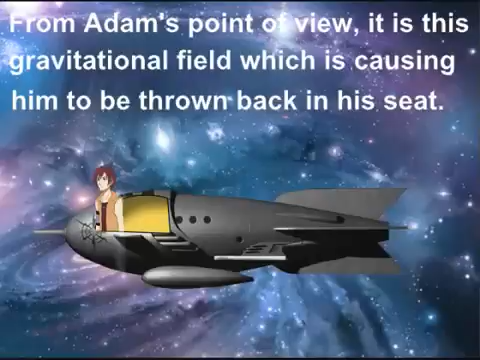 From Adam's point of view, it is this
gravitational field which is causing
him to be thrown back in his seat.